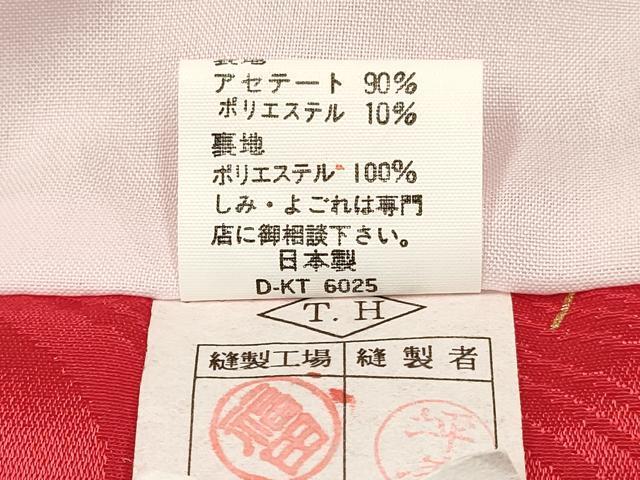 アセテート 90%
ポリエステル 10%
裏地
ポリエステル 100%
しみ・よごれは専門
店に御相談下さい。
日本製
D-KT 6025
T. H
縫製工場 縫製者